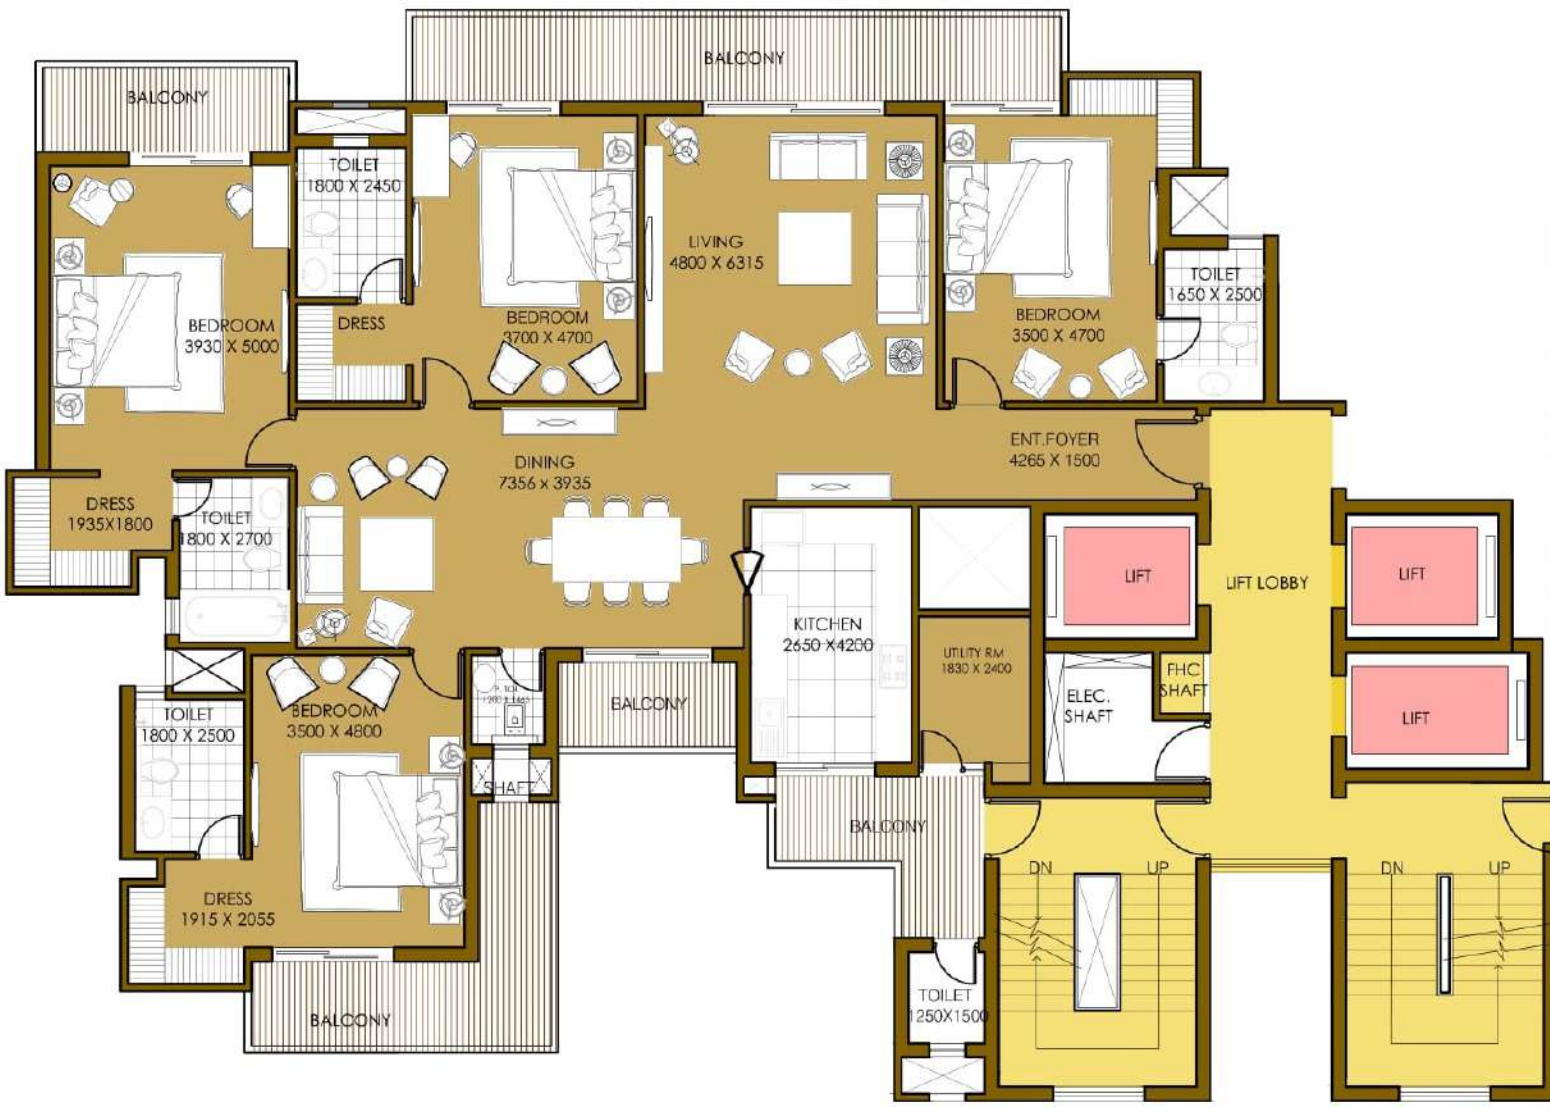 BALCONY
BALCONY
TOILET
1800 X 2450
LIVING
4800 X 6315
TOILET
1650 X 2500
BEDROOM
3930 X 5000
DRESS
BEDROOM
3700 X 4700
BEDROOM
3500 X 4700
ENT.FOYER
4265 X 1500
DINING
7356 x 3935
DRESS
1935X1800
TOILET
1800 X 2700
LIFT
LIFT LOBBY
LIFT
KITCHEN
2650 X4200
UTILITY RM
1830 X 2400
FHC
SHAFT
ELEC.
SHAFT
LIFT
TOILET
1800 X 2500
BEDROOM
3500 X 4800
BALCONY
SHAFT
BALCONY
DN
UP
DN
UP
DRESS
1915 X 2055
TOILET
1250X1500
BALCONY